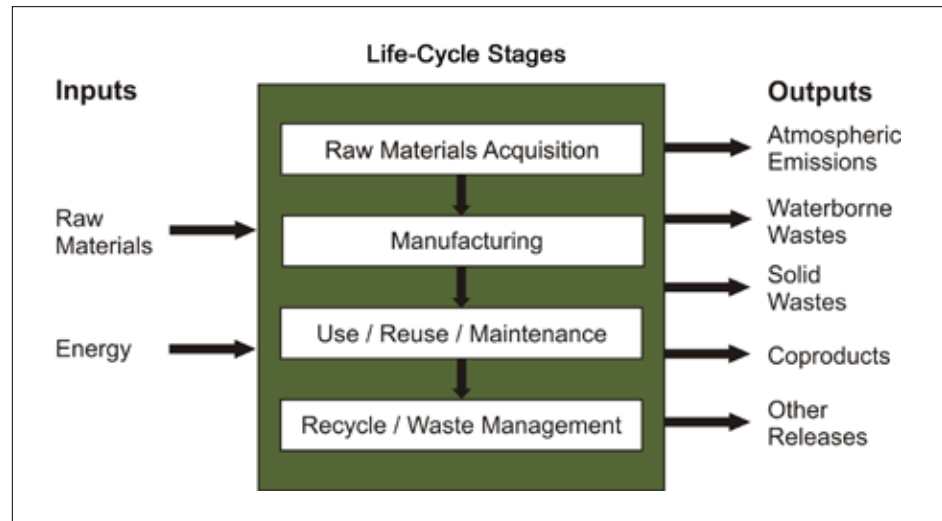 Life-Cycle Stages
Inputs
Raw
Materials
Energy
Raw Materials Acquisition
Manufacturing
Use / Reuse / Maintenance
Recycle / Waste Management
Outputs
Atmospheric
Emissions
Waterborne
Wastes
Solid
Wastes
Coproducts
Other
Releases